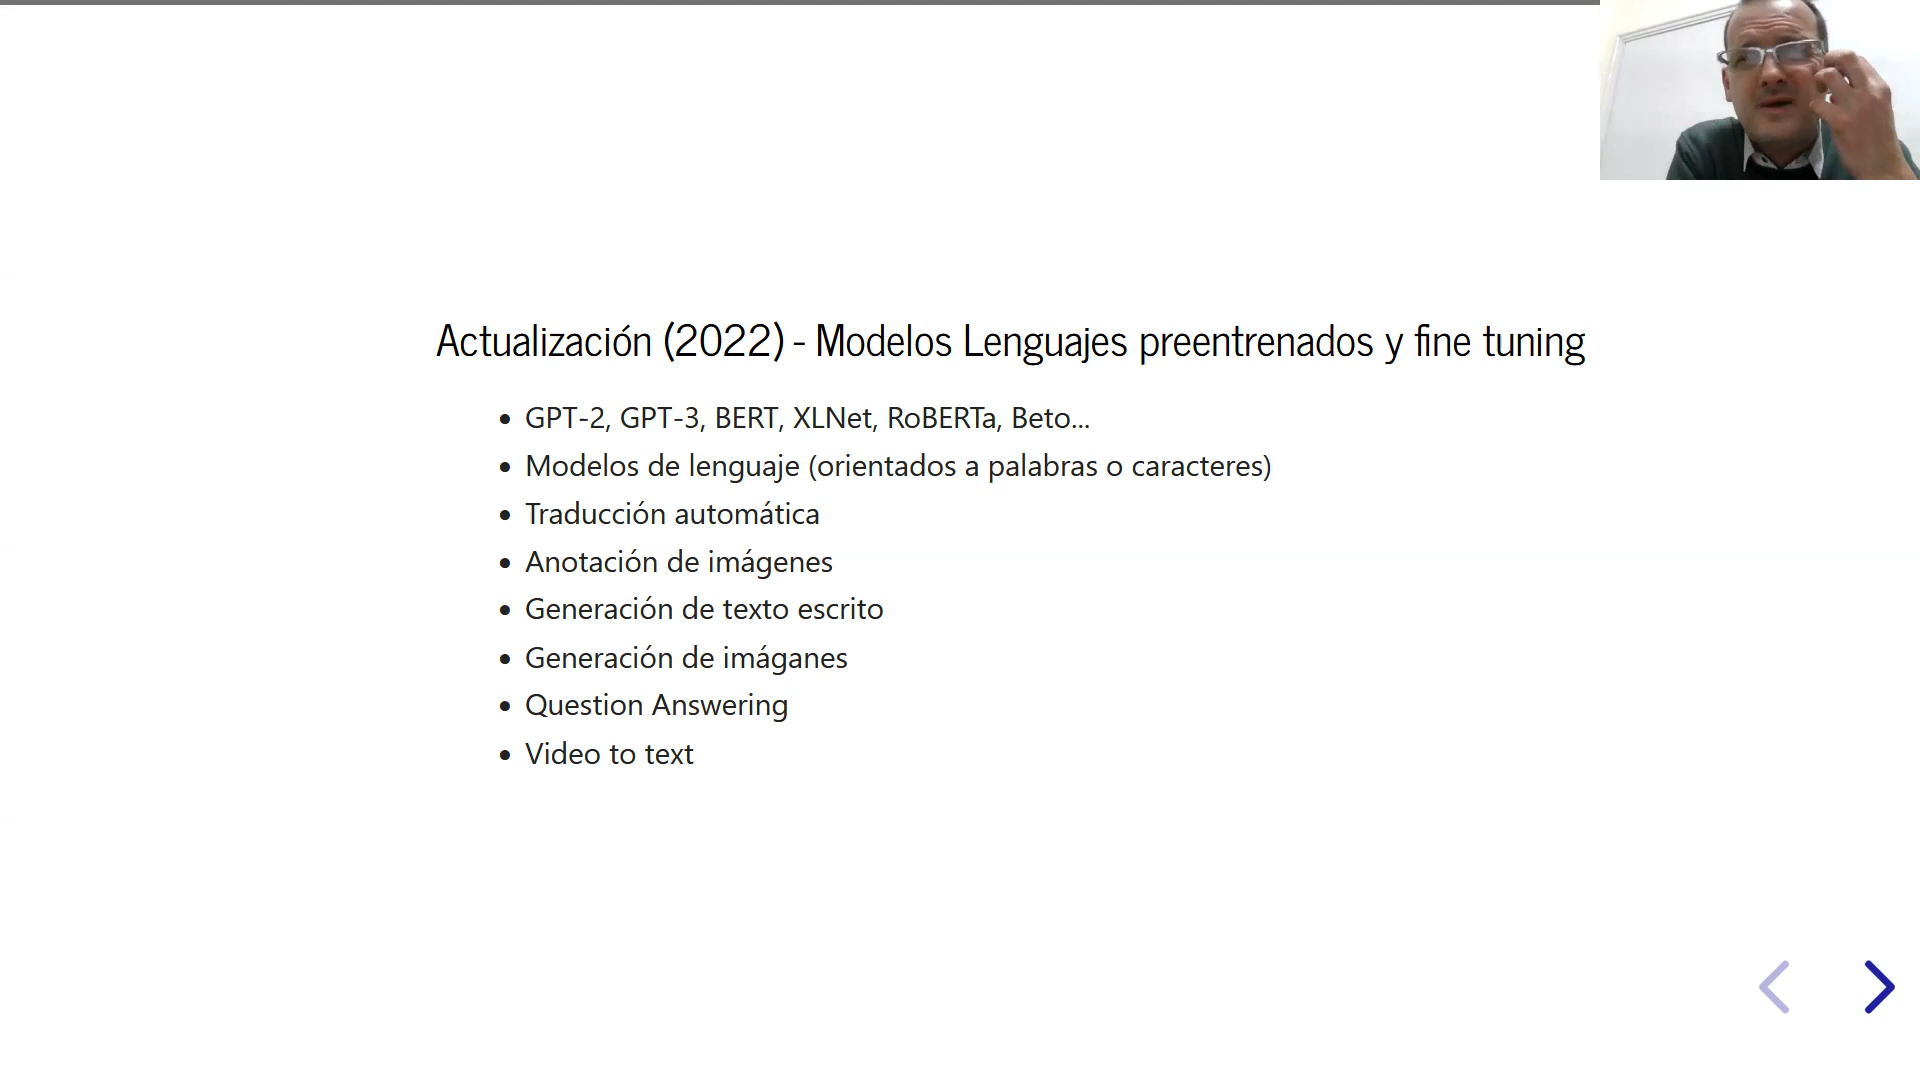 Actualización (2022) - Modelos Lenguajes preentrenados y fine tuning
• GPT-2, GPT-3, BERT, XLNet, RoBERTa, Beto...
• Modelos de lenguaje (orientados a palabras o caracteres)
• Traducción automática
• Anotación de imágenes
• Generación de texto escrito
• Generación de imáganes
• Question Answering
• Video to text